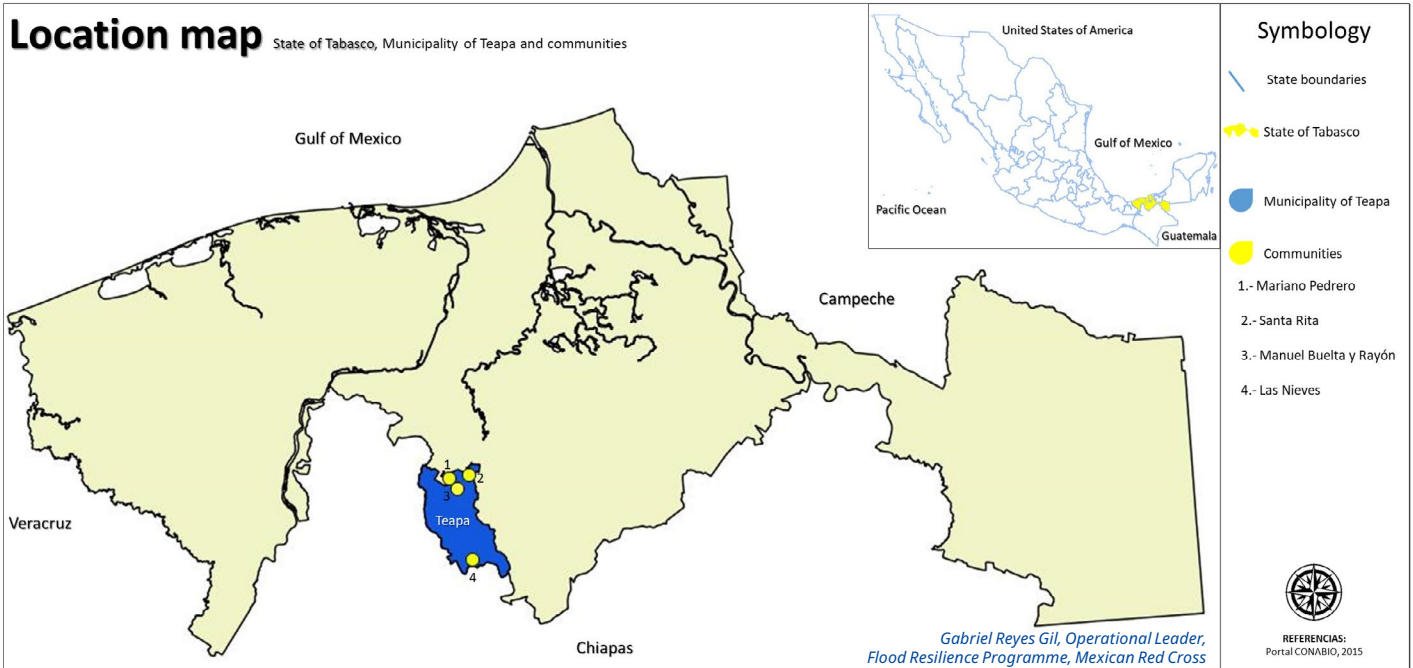 Location map State of Tabasco, Municipality of Teapa and communities
Gulf of Mexico
Campeche
Veracruz
Chiapas
1
2
3
Teapa
4
United States of America
Gulf of Mexico
Pacific Ocean
Guatemala
Gabriel Reyes Gil, Operational Leader,
Flood Resilience Programme, Mexican Red Cross
Symbology
State boundaries
State of Tabasco
Municipality of Teapa
Communities
1.- Mariano Pedrero
2.- Santa Rita
3.- Manuel Buelta y Rayón
4.- Las Nieves
REFERENCIAS:
Portal CONABIO, 2015